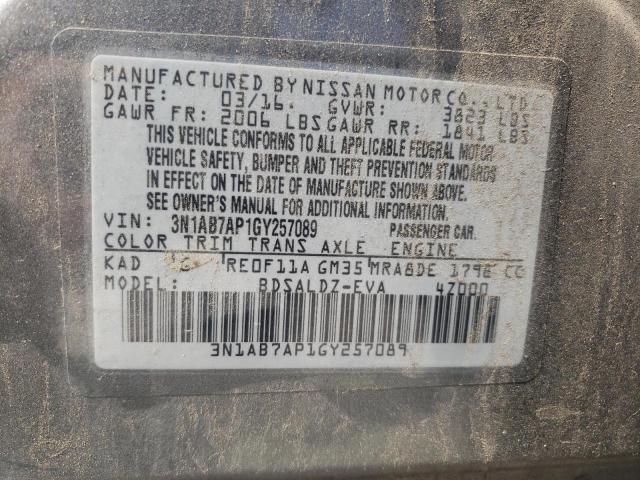 MANUFACTURED BY NISSAN MOTOR CO., LTD.
DATE: 03/16 GVWR: 3823 LBS
GAWR FR: 2006 LBS GAWR RR: 1841 LBS
THIS VEHICLE CONFORMS TO ALL APPLICABLE FEDERAL MOTOR
VEHICLE SAFETY, BUMPER AND THEFT PREVENTION STANDARDS
IN EFFECT ON THE DATE OF MANUFACTURE SHOWN ABOVE.
SEE OWNER'S MANUAL FOR ADDITIONAL INFORMATION.
VIN: 3N1AB7AP1GY257089 PASSENGER CAR
COLOR TRIM TRANS AXLE ENGINE
KAD RE0F11A GM35 MRA8DE 1798 CC
MODEL: BDSALDZ-EVA 47000
3N1AB7AP1GY257089